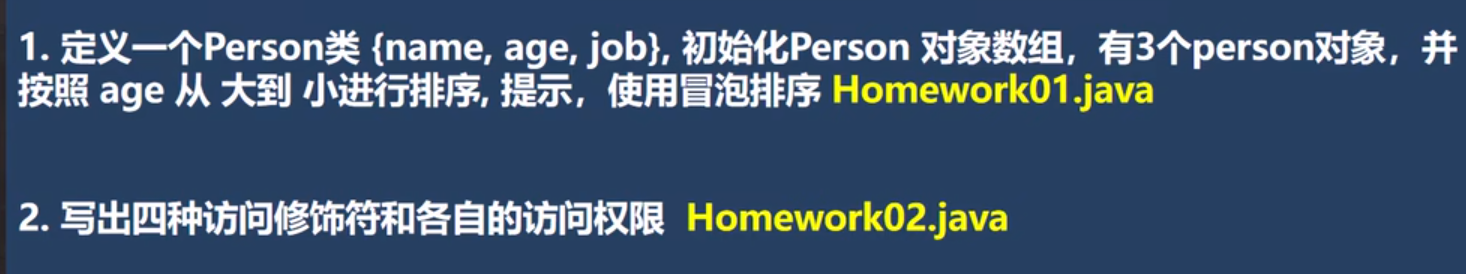 1. 定义一个Person类 {name, age, job}, 初始化Person 对象数组，有3个person对象，并
按照 age 从 大到 小进行排序, 提示，使用冒泡排序 Homework01.java
2. 写出四种访问修饰符和各自的访问权限 Homework02.java